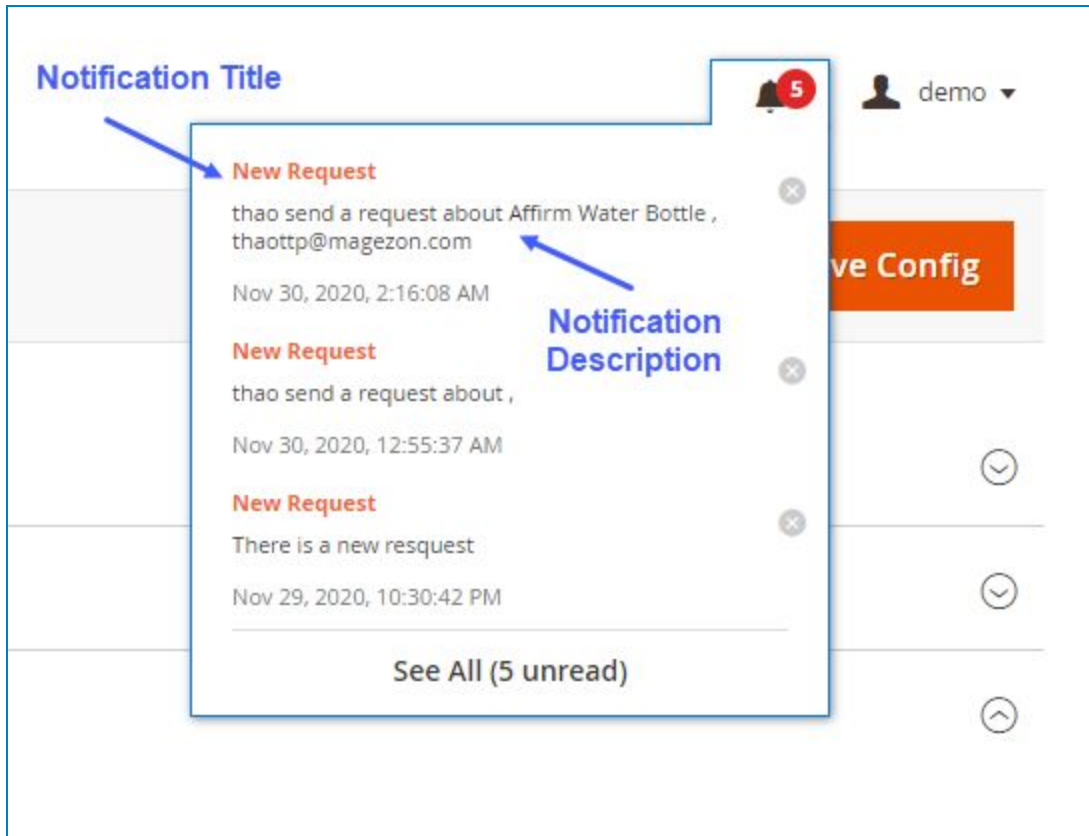 Notification Title
5
demo
New Request
thao send a request about Affirm Water Bottle ,
thaottp@magezon.com
ve Config
Nov 30, 2020, 2:16:08 AM
Notification
Description
New Request
thao send a request about ,
Nov 30, 2020, 12:55:37 AM
New Request
There is a new resquest
Nov 29, 2020, 10:30:42 PM
See All (5 unread)